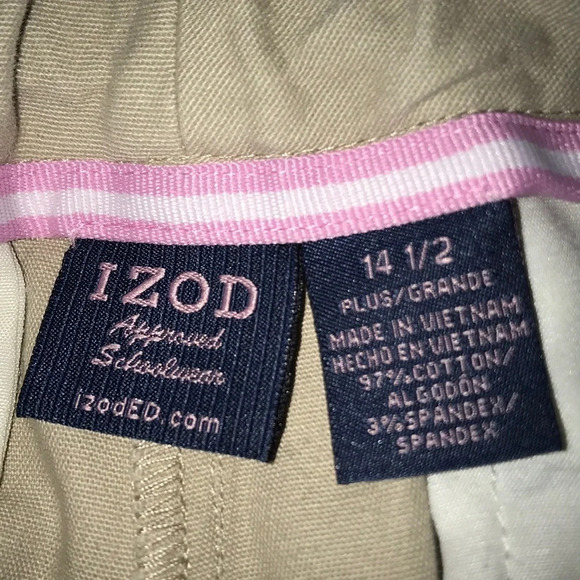 IZOD
Approved
Schoolwear
izodED.com
14 1/2
PLUS/GRANDE
MADE IN VIETNAM
HECHO EN VIETNAM
97% COTTON/
ALGODÓN
3% SPANDEX/
SPANDEX